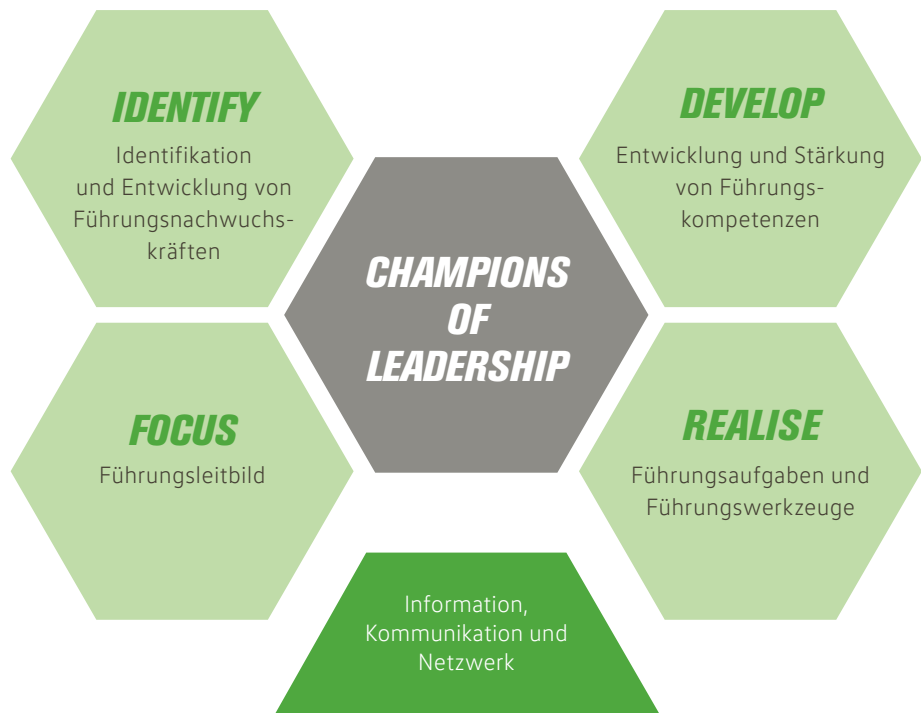 IDENTIFY
Identifikation
und Entwicklung von
Führungsnachwuchs-
kräften
DEVELOP
Entwicklung und Stärkung
von Führungs-
kompetenzen
CHAMPIONS
OF
LEADERSHIP
FOCUS
Führungsleitbild
REALISE
Führungsaufgaben und
Führungswerkzeuge
Information,
Kommunikation und
Netzwerk